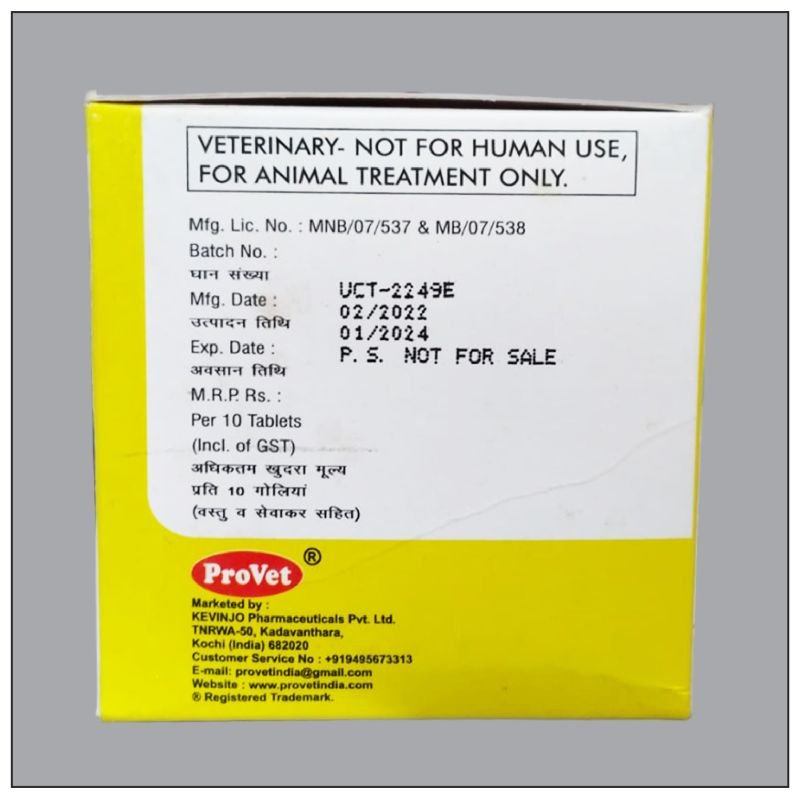 VETERINARY- NOT FOR HUMAN USE,
FOR ANIMAL TREATMENT ONLY.
Mfg. Lic. No. : MNB/07/537 & MB/07/538
Batch No. :
घान संख्या
UCT-2249E
Mfg. Date :
02/2022
उत्पादन तिथि
01/2024
Exp. Date :
P. S. NOT FOR SALE
अवसान तिथि
M.R.P. Rs. :
Per 10 Tablets
(Incl. of GST)
अधिकतम खुदरा मूल्य
प्रति 10 गोलियां
(वस्तु व सेवाकर सहित)
ProVet ®
Marketed by :
KEVINJO Pharmaceuticals Pvt. Ltd.
TNRWA-50, Kadavanthara,
Kochi (India) 682020
Customer Service No : +919495673313
E-mail: provetindia@gmail.com
Website : www.provetindia.com
® Registered Trademark.